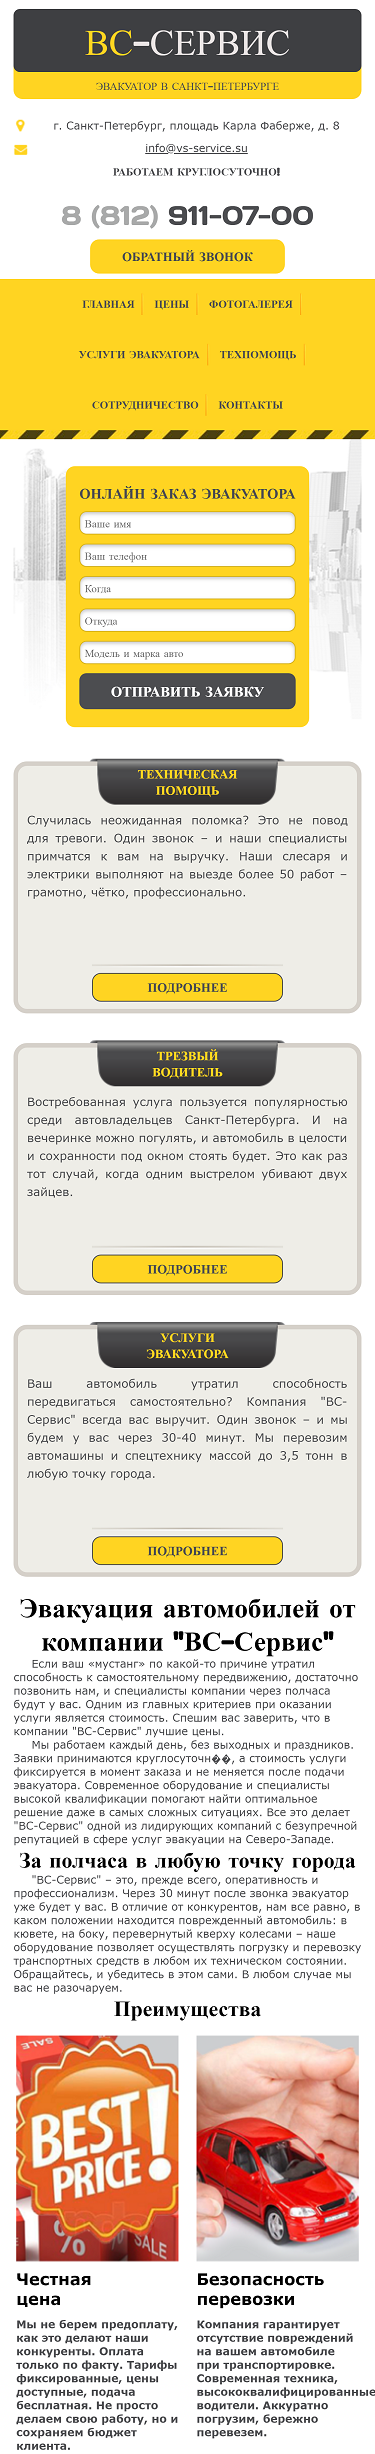 ВС-СЕРВИС
ЭВАКУАТОР В САНКТ-ПЕТЕРБУРГЕ
г. Санкт-Петербург, площадь Карла Фаберже, д. 8
info@vs-service.su
РАБОТАЕМ КРУГЛОСУТОЧНО!
8 (812) 911-07-00
ОБРАТНЫЙ ЗВОНОК
ГЛАВНАЯ ЦЕНЫ ФОТОГАЛЕРЕЯ
УСЛУГИ ЭВАКУАТОРА ТЕХПОМОЩЬ
СОТРУДНИЧЕСТВО КОНТАКТЫ
ОНЛАЙН ЗАКАЗ ЭВАКУАТОРА
Ваше имя
Ваш телефон
Когда
Откуда
Модель и марка авто
ОТПРАВИТЬ ЗАЯВКУ
ТЕХНИЧЕСКАЯ
ПОМОЩЬ
Случилась неожиданная поломка? Это не повод
для тревоги. Один звонок – и наши специалисты
примчатся к вам на выручку. Наши слесаря и
электрики выполняют на выезде более 50 работ –
грамотно, чётко, профессионально.
ПОДРОБНЕЕ
ТРЕЗВЫЙ
ВОДИТЕЛЬ
Востребованная услуга пользуется популярностью
среди автовладельцев Санкт-Петербурга. И на
вечеринке можно погулять, и автомобиль в целости
и сохранности под окном стоять будет. Это как раз
тот случай, когда одним выстрелом убивают двух
зайцев.
ПОДРОБНЕЕ
УСЛУГИ
ЭВАКУАТОРА
Ваш автомобиль утратил способность
передвигаться самостоятельно? Компания "ВС-
Сервис" всегда вас выручит. Один звонок – и мы
будем у вас через 30-40 минут. Мы перевозим
автомашины и спецтехнику массой до 3,5 тонн в
любую точку города.
ПОДРОБНЕЕ
Эвакуация автомобилей от
компании "ВС-Сервис"
Если ваш «мустанг» по какой-то причине утратил
способность к самостоятельному передвижению, достаточно
позвонить нам, и специалисты компании через полчаса
будут у вас. Одним из главных критериев при оказании
услуги является стоимость. Спешим вас заверить, что в
компании "ВС-Сервис" лучшие цены.
Мы работаем каждый день, без выходных и праздников.
Заявки принимаются круглосуточн��, а стоимость услуги
фиксируется в момент заказа и не меняется после подачи
эвакуатора. Современное оборудование и специалисты
высокой квалификации помогают найти оптимальное
решение даже в самых сложных ситуациях. Все это делает
"ВС-Сервис" одной из лидирующих компаний с безупречной
репутацией в сфере услуг эвакуации на Северо-Западе.
За полчаса в любую точку города
"ВС-Сервис" – это, прежде всего, оперативность и
профессионализм. Через 30 минут после звонка эвакуатор
уже будет у вас. В отличие от конкурентов, нам все равно, в
каком положении находится поврежденный автомобиль: в
кювете, на боку, перевернутый кверху колесами – наше
оборудование позволяет осуществлять погрузку и перевозку
транспортных средств в любом их техническом состоянии.
Обращайтесь, и убедитесь в этом сами. В любом случае мы
вас не разочаруем.
Преимущества
SALE
BEST
PRICE!
%
SALE
Честная
цена
Мы не берем предоплату,
как это делают наши
конкуренты. Оплата
только по факту. Тарифы
фиксированные, цены
доступные, подача
бесплатная. Не просто
делаем свою работу, но и
сохраняем бюджет
клиента.
Безопасность
перевозки
Компания гарантирует
отсутствие повреждений
на вашем автомобиле
при транспортировке.
Современная техника,
высококвалифицированные
водители. Аккуратно
погрузим, бережно
перевезем.